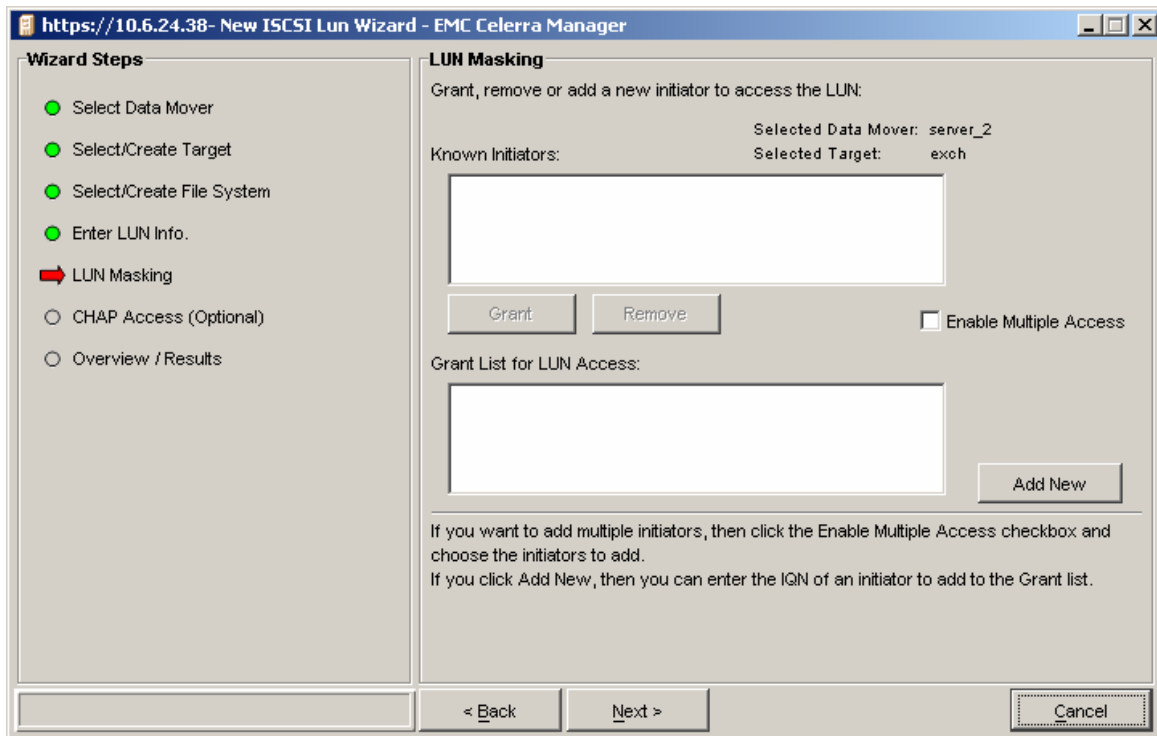 https://10.6.24.38- New ISCSI Lun Wizard - EMC Celerra Manager
Wizard Steps
Select Data Mover
Select/Create Target
Select/Create File System
Enter LUN Info.
LUN Masking
CHAP Access (Optional)
Overview / Results
LUN Masking
Grant, remove or add a new initiator to access the LUN:
Selected Data Mover: server_2
Known Initiators:
Selected Target: exch
Grant
Remove
Enable Multiple Access
Grant List for LUN Access:
Add New
If you want to add multiple initiators, then click the Enable Multiple Access checkbox and
choose the initiators to add.
If you click Add New, then you can enter the IQN of an initiator to add to the Grant list.
< Back
Next >
Cancel